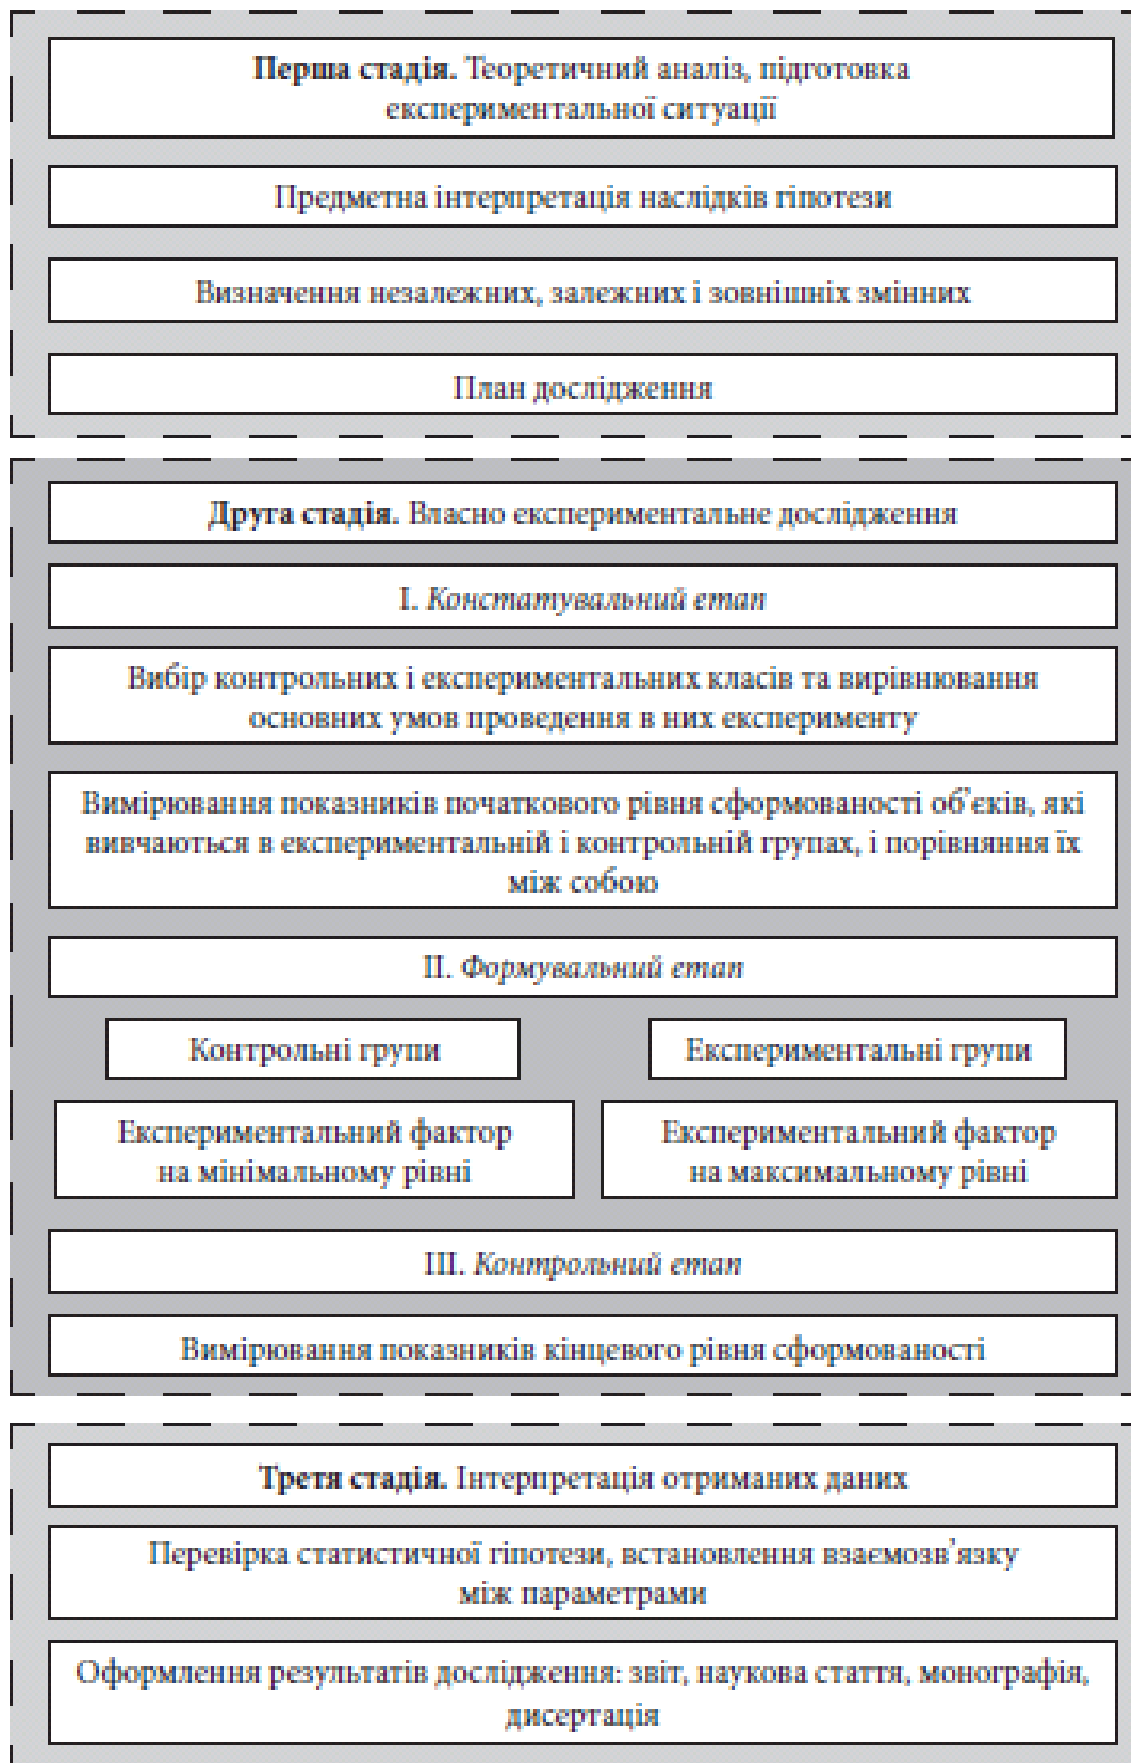 Перша стадія. Теоретичний аналіз, підготовка
експериментальної ситуації
Предметна інтерпретація наслідків гіпотези
Визначення незалежних, залежних і зовнішніх змінних
План дослідження
Друга стадія. Власно експериментальне дослідження
І. Констатувальний етап
Вибір контрольних і експериментальних класів та вирівнювання
основних умов проведення в них експерименту
Вимірювання показників початкового рівня сформованості об’єків, які
вивчаються в експериментальній і контрольній групах, і порівняння їх
між собою
ІІ. Формувальний етап
Контрольні групи
Експериментальні групи
Експериментальний фактор
на мінімальному рівні
Експериментальний фактор
на максимальному рівні
ІІІ. Контрольний етап
Вимірювання показників кінцевого рівня сформованості
Третя стадія. Інтерпретація отриманих даних
Перевірка статистичної гіпотези, встановлення взаємозв’язку
між параметрами
Оформлення результатів дослідження: звіт, наукова стаття, монографія,
дисертація